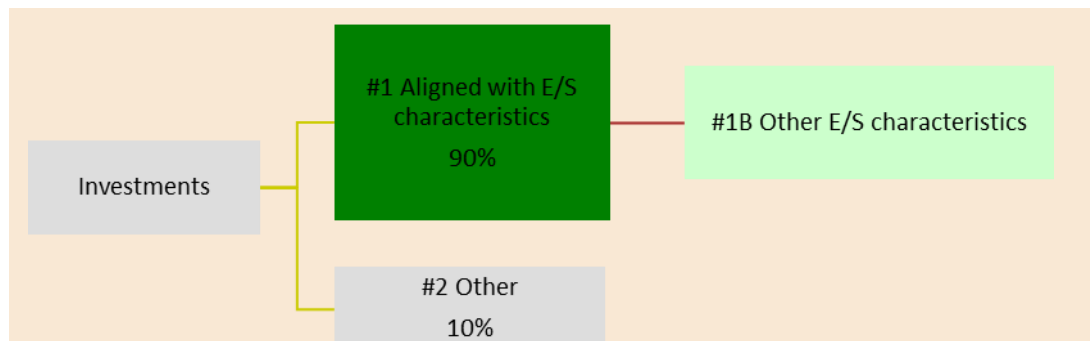 #1 Aligned with E/S
characteristics
90%
#1B Other E/S characteristics
Investments
#2 Other
10%